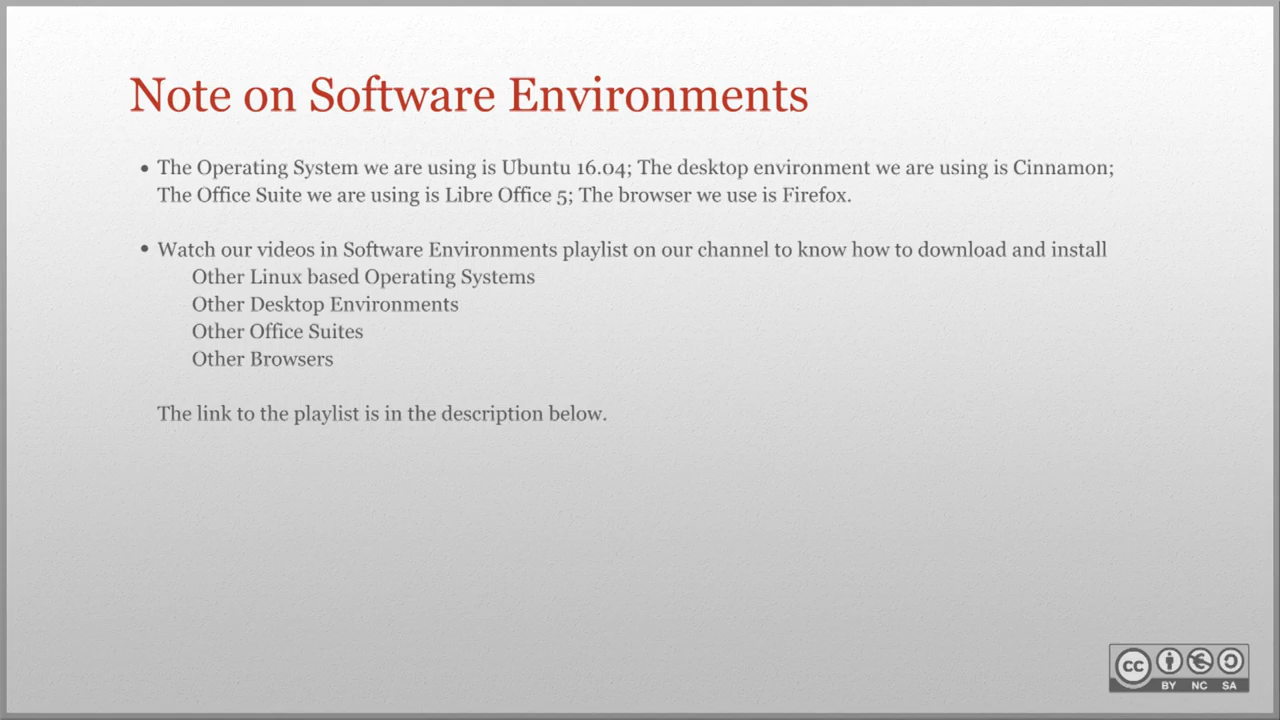 Note on Software Environments
• The Operating System we are using is Ubuntu 16.04; The desktop environment we are using is Cinnamon;
The Office Suite we are using is Libre Office 5; The browser we use is Firefox.
• Watch our videos in Software Environments playlist on our channel to know how to download and install
Other Linux based Operating Systems
Other Desktop Environments
Other Office Suites
Other Browsers
The link to the playlist is in the description below.
cc
BY NC SA